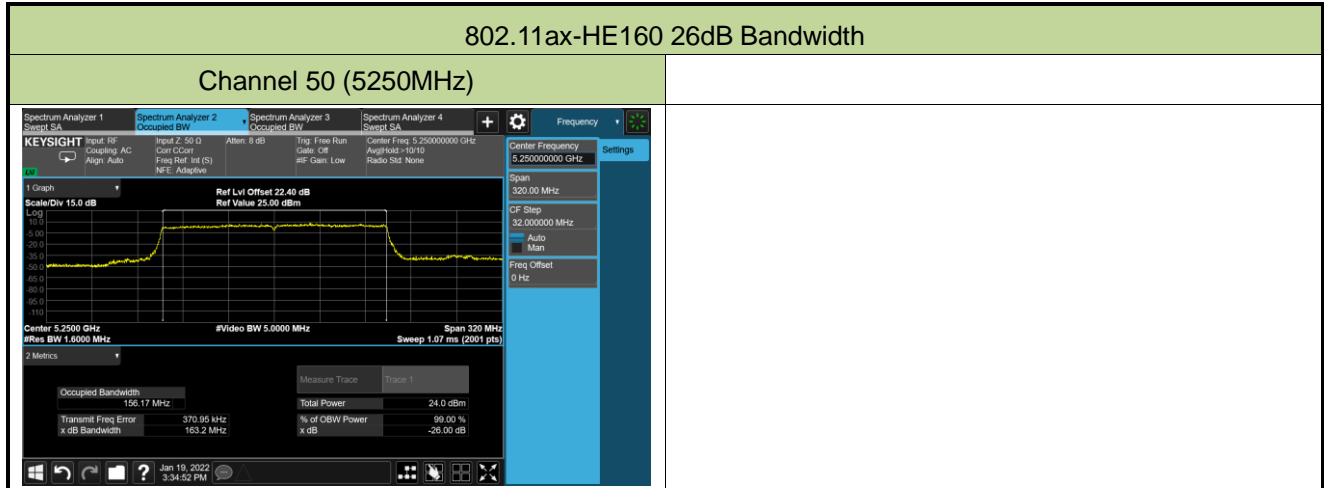 802.11ax-HE160 26dB Bandwidth
Channel 50 (5250MHz)
Spectrum Analyzer 1
Swept SA
Spectrum Analyzer 2
Occupied BW
Spectrum Analyzer 3
Occupied BW
Spectrum Analyzer 4
Swept SA
+
Frequency
KEYSIGHT
Input: RF
Coupling: AC
Align: Auto
Input Z: 50 Ω
Corr CCorr
Freq Ref: Int (S)
NFE: Adaptive
Atten: 8 dB
Trig: Free Run
Gate: Off
#IF Gain: Low
Center Freq: 5.250000000 GHz
Avg|Hold:>10/10
Radio Std: None
Center Frequency
5.250000000 GHz
Settings
Span
320.00 MHz
CF Step
32.000000 MHz
Auto
Man
Freq Offset
0 Hz
1 Graph
Scale/Div 15.0 dB
Ref Lvl Offset 22.40 dB
Ref Value 25.00 dBm
Log
10.0
-5.00
-20.0
-35.0
-50.0
-65.0
-80.0
-95.0
-110
Center 5.2500 GHz
#Video BW 5.0000 MHz
Span 320 MHz
#Res BW 1.6000 MHz
Sweep 1.07 ms (2001 pts)
2 Metrics
Measure Trace
Trace 1
Occupied Bandwidth
156.17 MHz
Total Power
24.0 dBm
Transmit Freq Error
370.95 kHz
% of OBW Power
99.00 %
x dB Bandwidth
163.2 MHz
x dB
-26.00 dB
?
Jan 19, 2022
3:34:52 PM